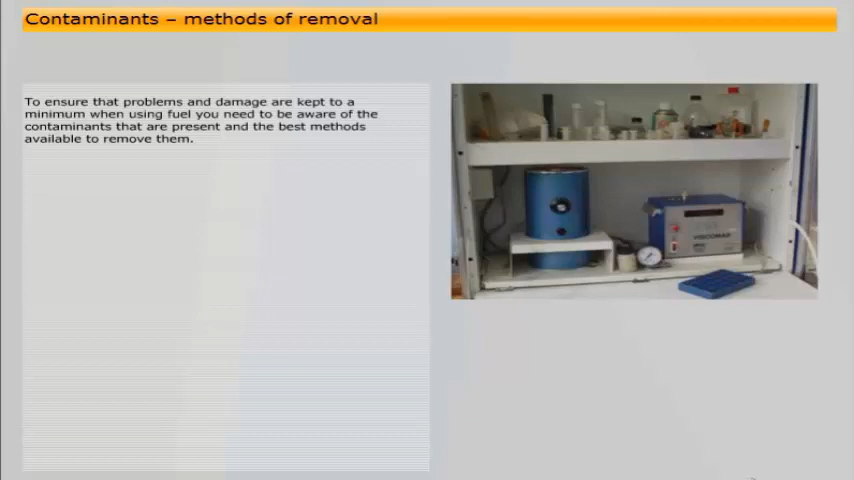 Contaminants – methods of removal
To ensure that problems and damage are kept to a
minimum when using fuel you need to be aware of the
contaminants that are present and the best methods
available to remove them.
VISCOMAR